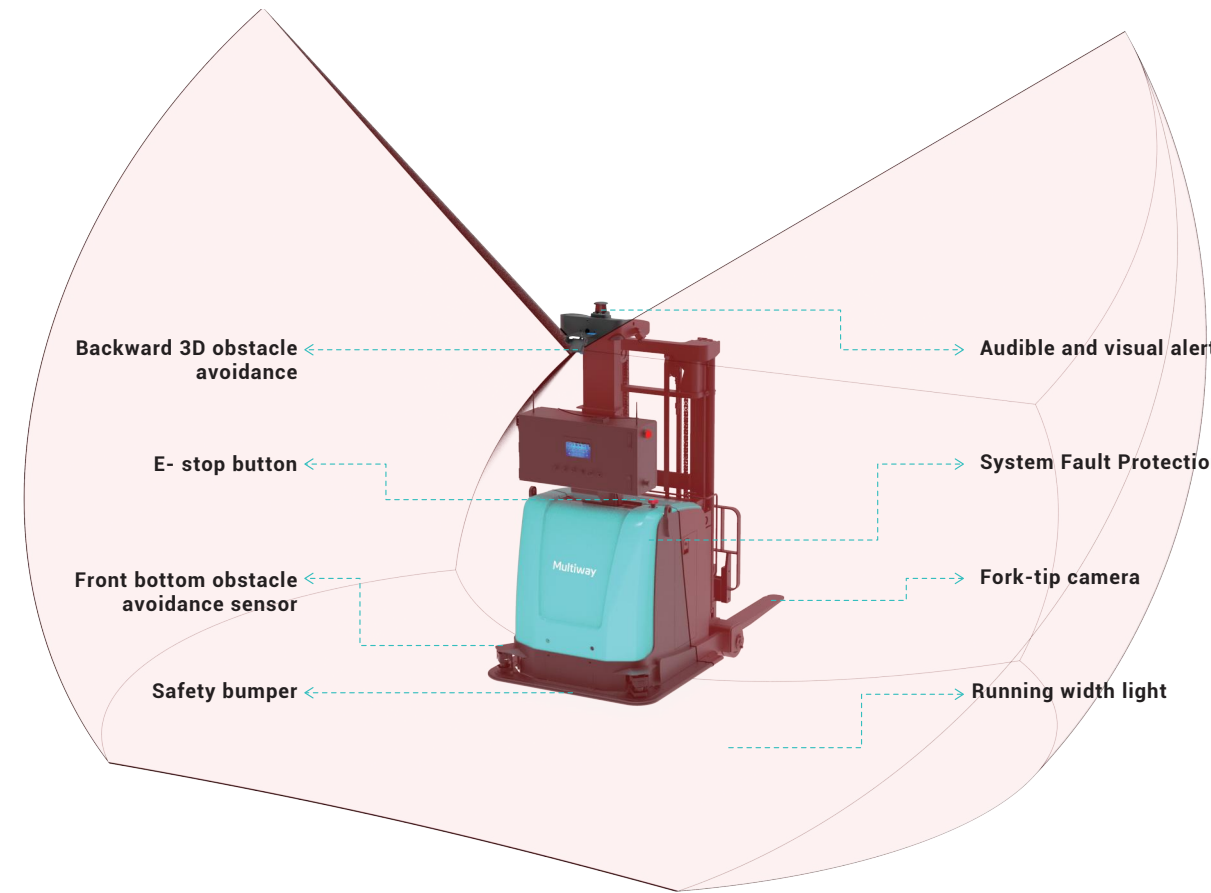 Backward 3D obstacle
avoidance
E- stop button
Front bottom obstacle
avoidance sensor
Safety bumper
Multiway
Audible and visual alert
System Fault Protectio
Fork-tip camera
Running width light